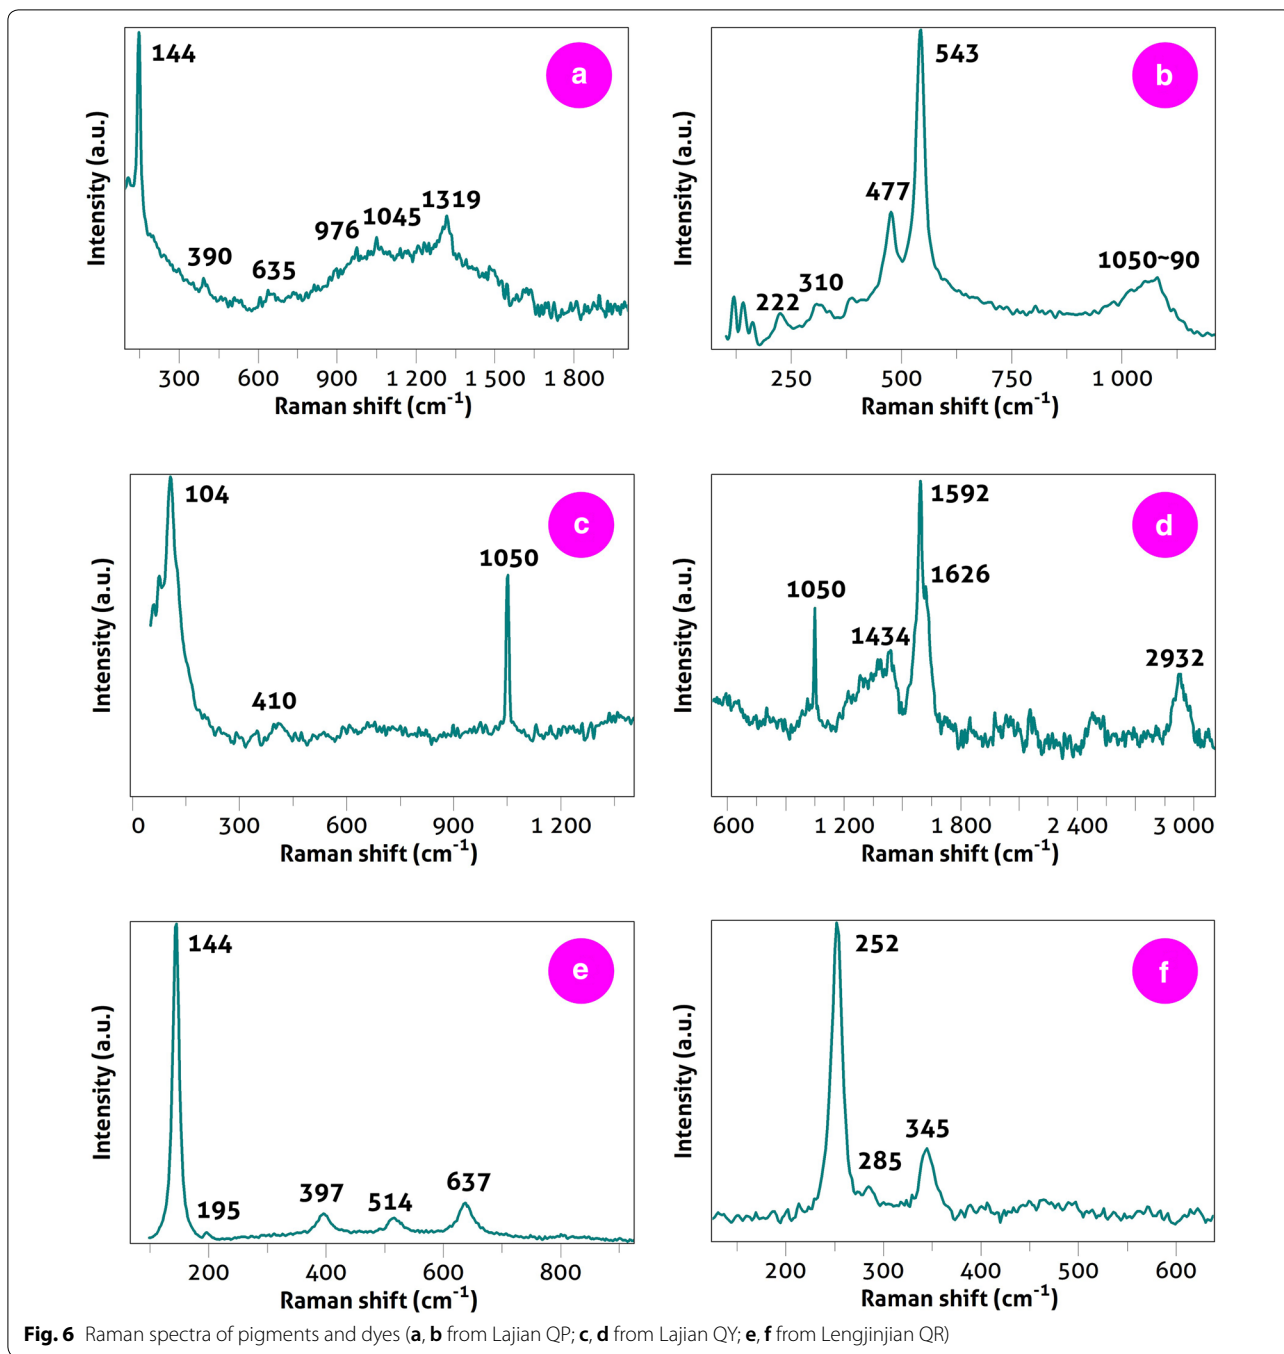 144
a
390
635
976
1045
1319
Intensity (a.u.)
300 600 900 1 200 1 500 1 800
Raman shift (cm⁻¹)
543
b
477
222
310
1050~90
Intensity (a.u.)
250 500 750 1 000
Raman shift (cm⁻¹)
104
c
1050
410
Intensity (a.u.)
0 300 600 900 1 200
Raman shift (cm⁻¹)
1592
d
1626
1050
1434
2932
Intensity (a.u.)
600 1 200 1 800 2 400 3 000
Raman shift (cm⁻¹)
144
e
195
397
514
637
Intensity (a.u.)
200 400 600 800
Raman shift (cm⁻¹)
252
f
285
345
Intensity (a.u.)
200 300 400 500 600
Raman shift (cm⁻¹)
Fig. 6 Raman spectra of pigments and dyes (a, b from Lajian QP; c, d from Lajian QY; e, f from Lengjinjian QR)